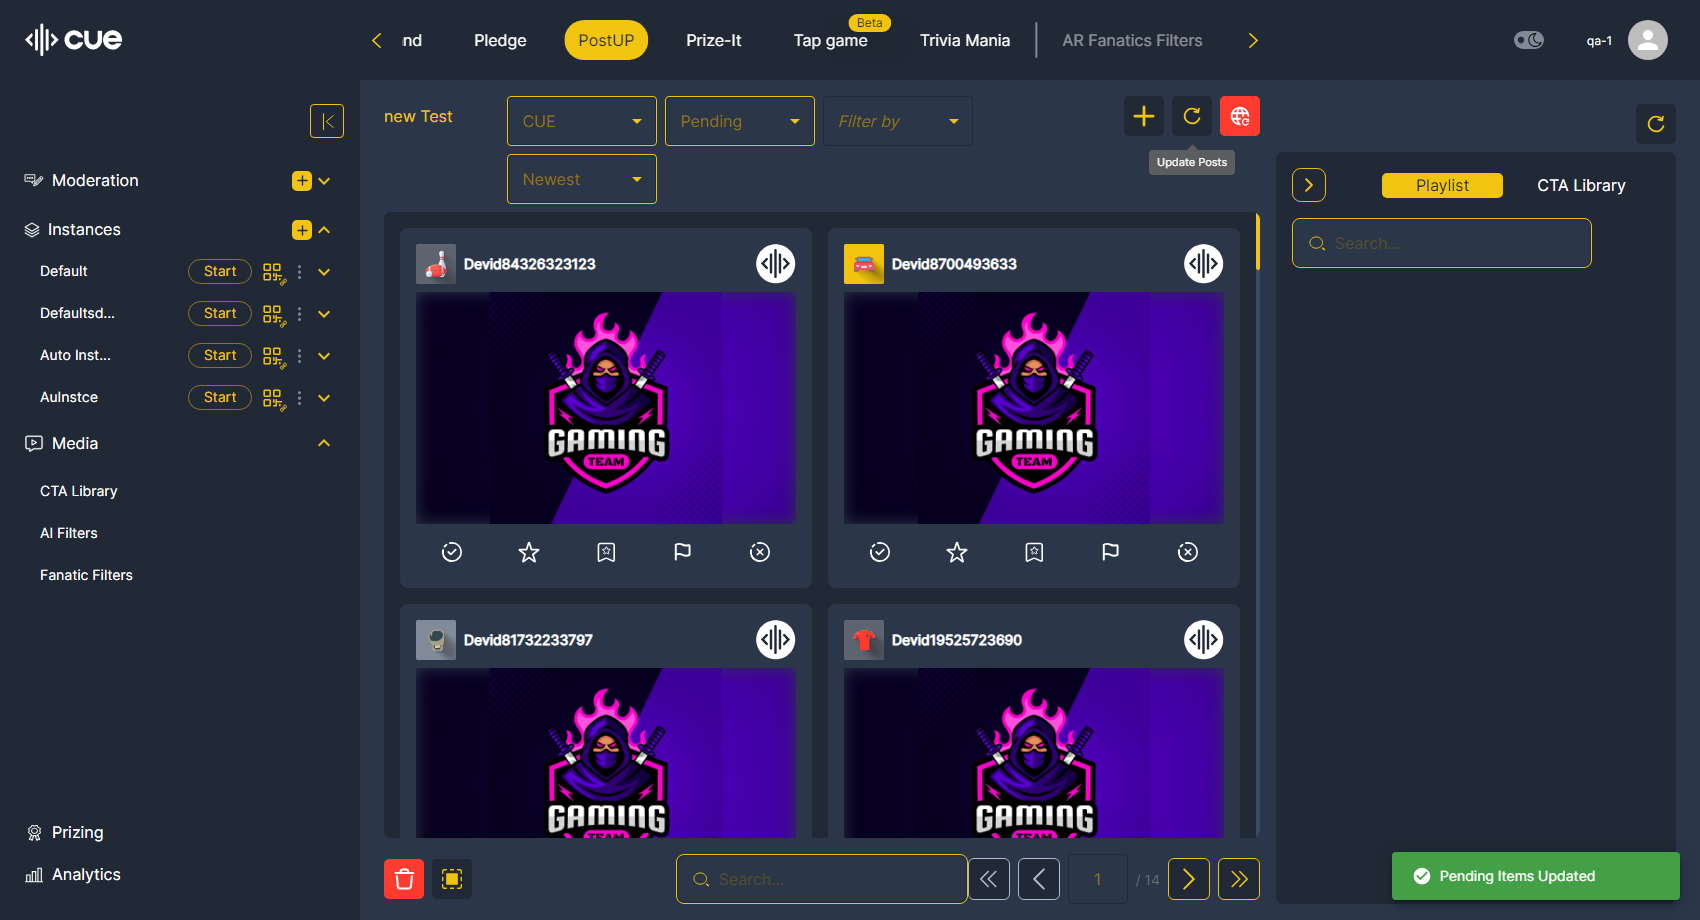 cue
nd
Pledge
PostUP
Prize-It
Beta
Tap game
Trivia Mania
AR Fanatics Filters
qa-1
new Test
CUE
Pending
Filter by
Newest
Update Posts
Moderation
Instances
Default
Start
Defaultsd...
Start
Auto Inst...
Start
AuInstce
Start
Media
CTA Library
AI Filters
Fanatic Filters
Prizing
Analytics
Devid84326323123
GAMING
TEAM
Devid8700493633
GAMING
TEAM
Devid81732233797
GAMING
TEAM
Devid19525723690
GAMING
TEAM
Search...
1
/ 14
Playlist
CTA Library
Search...
Pending Items Updated